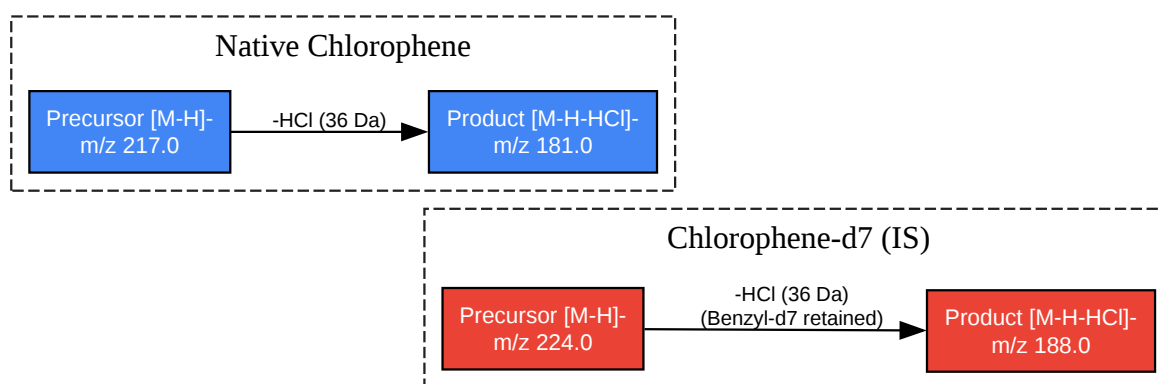 Native Chlorophene
Precursor [M-H]-
m/z 217.0
-HCl (36 Da)
Product [M-H-HCl]-
m/z 181.0
Chlorophene-d7 (IS)
Precursor [M-H]-
m/z 224.0
-HCl (36 Da)
(Benzyl-d7 retained)
Product [M-H-HCl]-
m/z 188.0